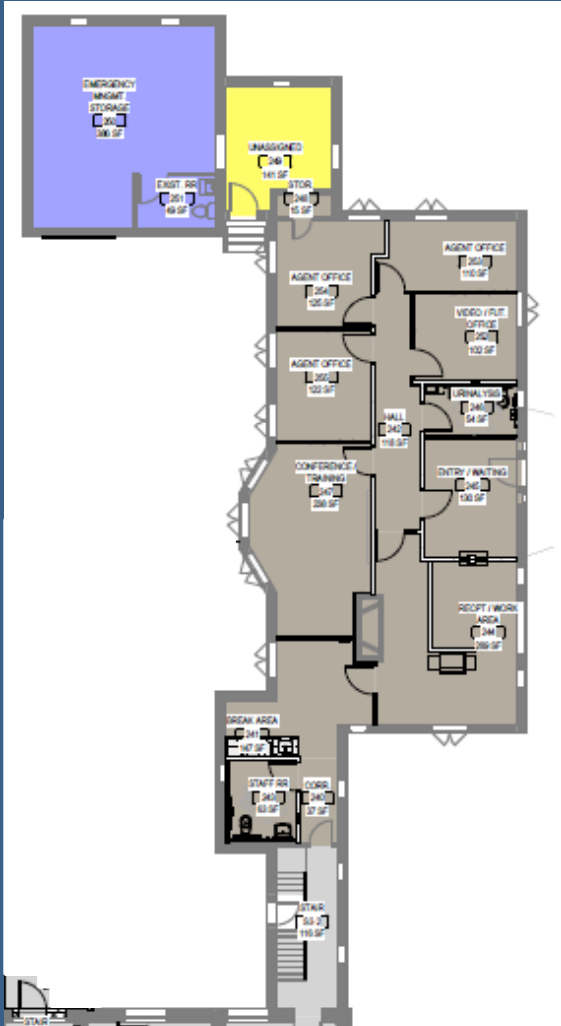 EMERGENCY
MNGMT
STORAGE
250
386 SF
EXIST. RR
251
49 SF
UNASSIGNED
249
141 SF
STOR.
248
15 SF
AGENT OFFICE
254
125 SF
AGENT OFFICE
253
110 SF
VIDEO / FUT.
OFFICE
252
102 SF
AGENT OFFICE
255
122 SF
URINALYSIS
246
54 SF
HALL
242
118 SF
CONFERENCE /
TRAINING
247
ENTRY / WAITING
245
130 SF
RECPT / WORK
AREA
244
289 SF
BREAK AREA
241
147 SF
STAFF RR
243
63 SF
CORR.
240
37 SF
STAIR
S3-2
116 SF
STAIR